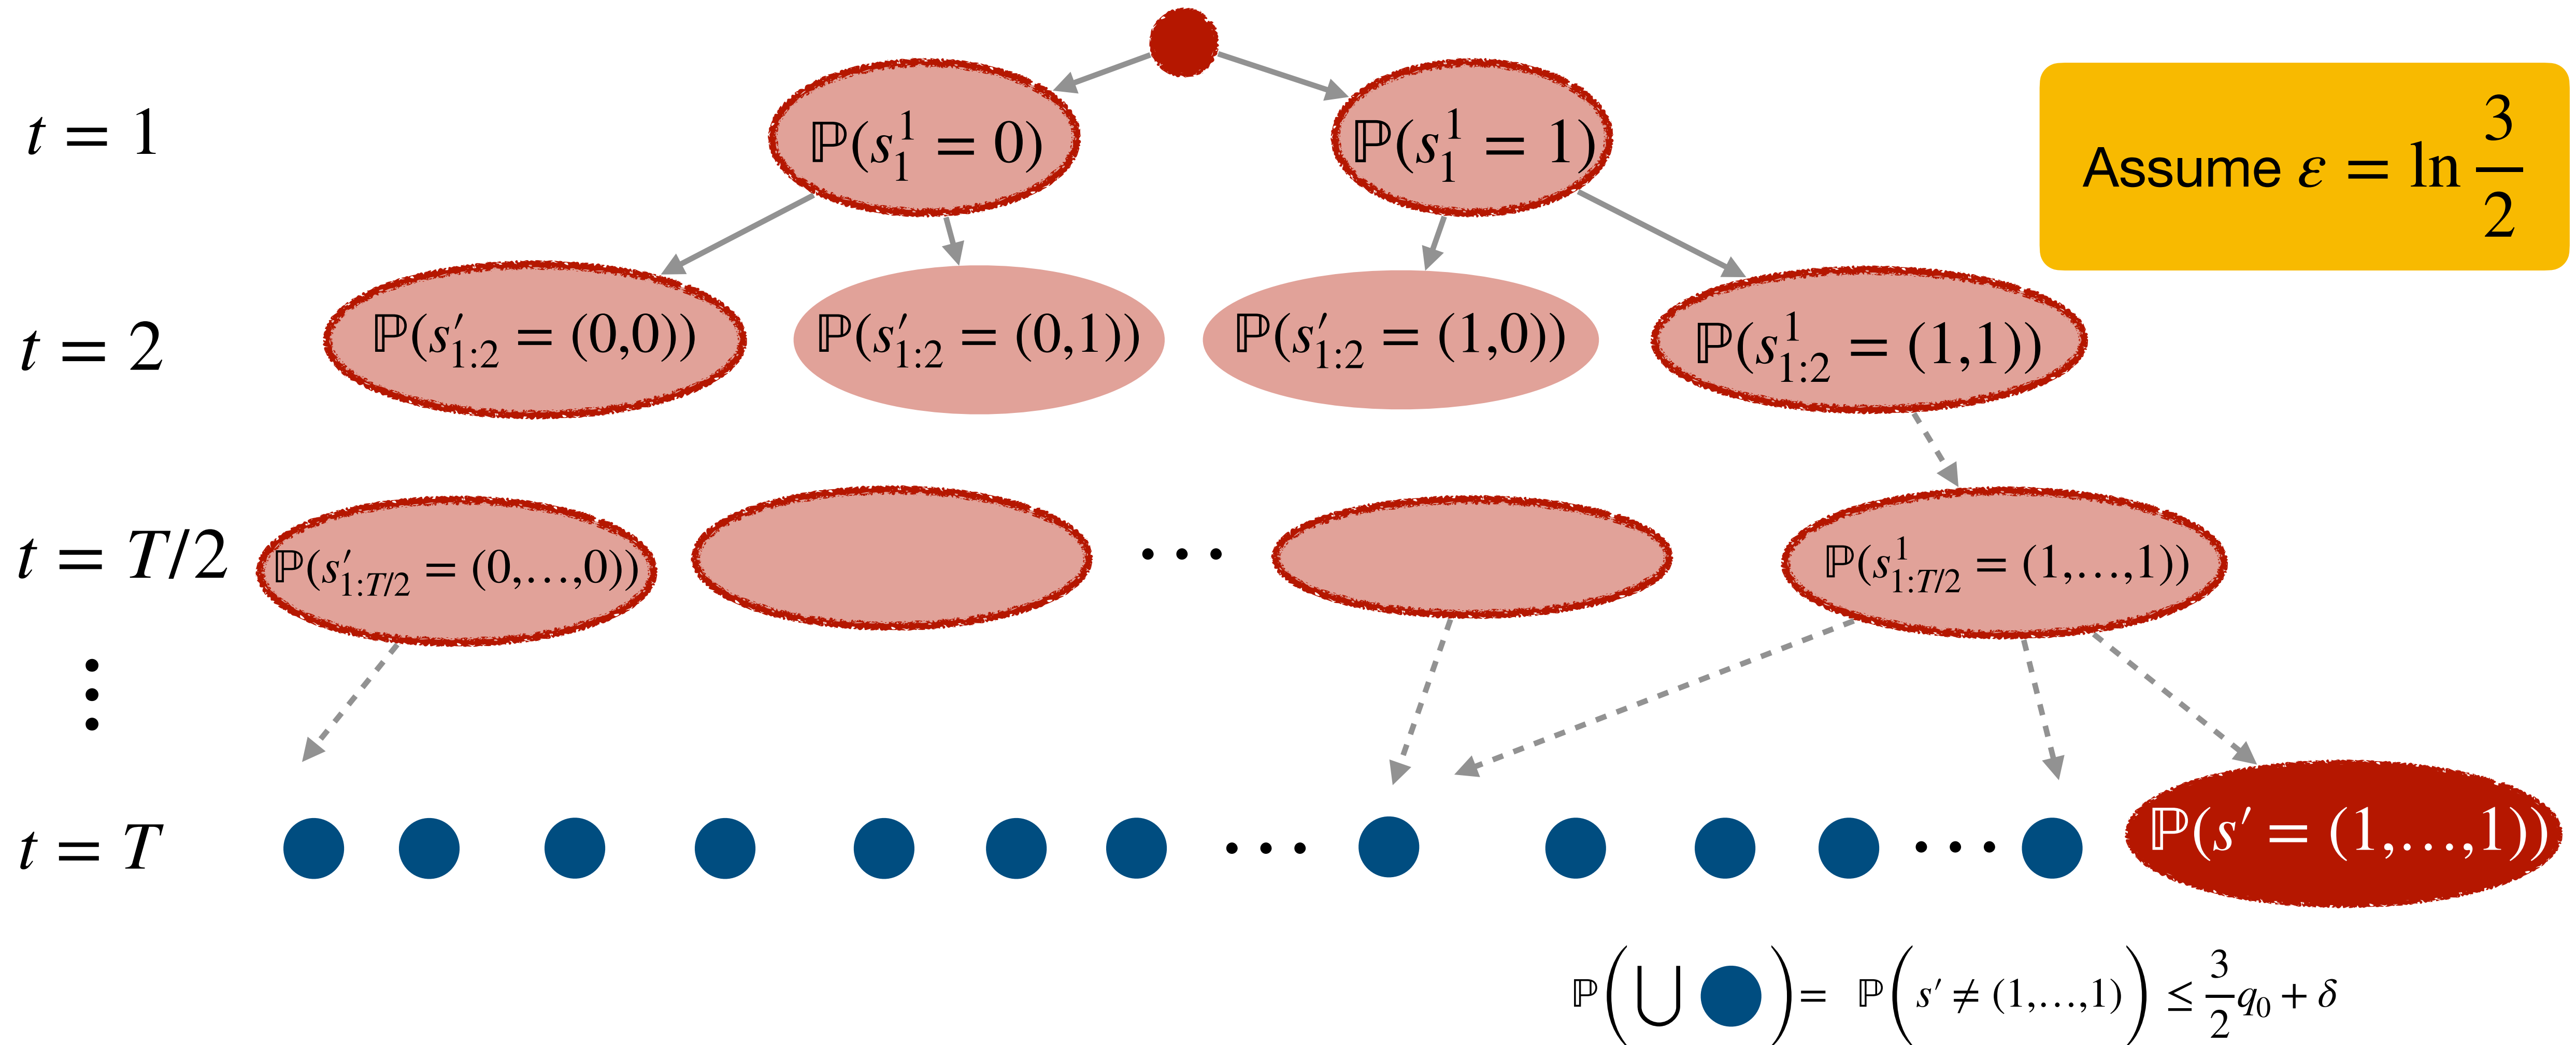 t = 1
ℙ(s₁¹ = 0)
ℙ(s₁¹ = 1)
Assume ε = ln 3/2
t = 2
ℙ(s′₁:₂ = (0,0))
ℙ(s′₁:₂ = (0,1))
ℙ(s′₁:₂ = (1,0))
ℙ(s¹₁:₂ = (1,1))
t = T/2
ℙ(s′_{1:T/2} = (0,…,0))
⋯
ℙ(s¹_{1:T/2} = (1,…,1))
⋮
t = T
⋯
⋯
ℙ(s′ = (1,…,1))
ℙ(⋃ ●) = ℙ(s′ ≠ (1,…,1)) ≤ 3/2 q₀ + δ